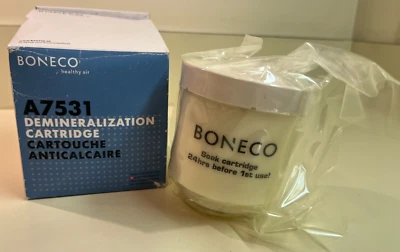 BONECO
healthy air
A7531
DEMINERALIZATION
CARTRIDGE
CARTOUCHE
ANTICALCAIRE
BONECO
Soak cartridge
24hrs before 1st use!